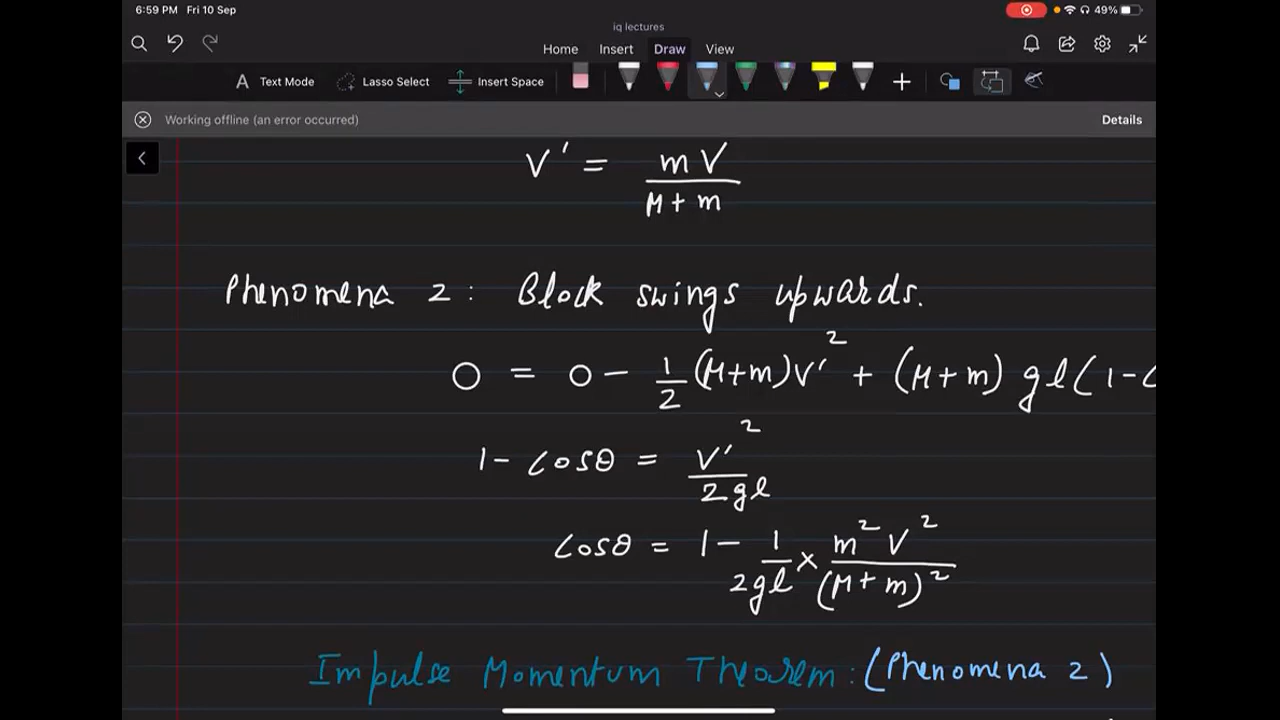 6:59 PM Fri 10 Sep 49%
iq lectures
Home Insert Draw View
Text Mode Lasso Select Insert Space
Working offline (an error occurred) Details
V' = mV / M+m
Phenomena 2: Block swings upwards.
0 = 0 - 1/2 (M+m)V'² + (M+m) gl(1-
1 - Cosθ = V'² / 2gl
Cosθ = 1 - 1/2gl × m²V² / (M+m)²
Impulse Momentum Theorem: (Phenomena 2)